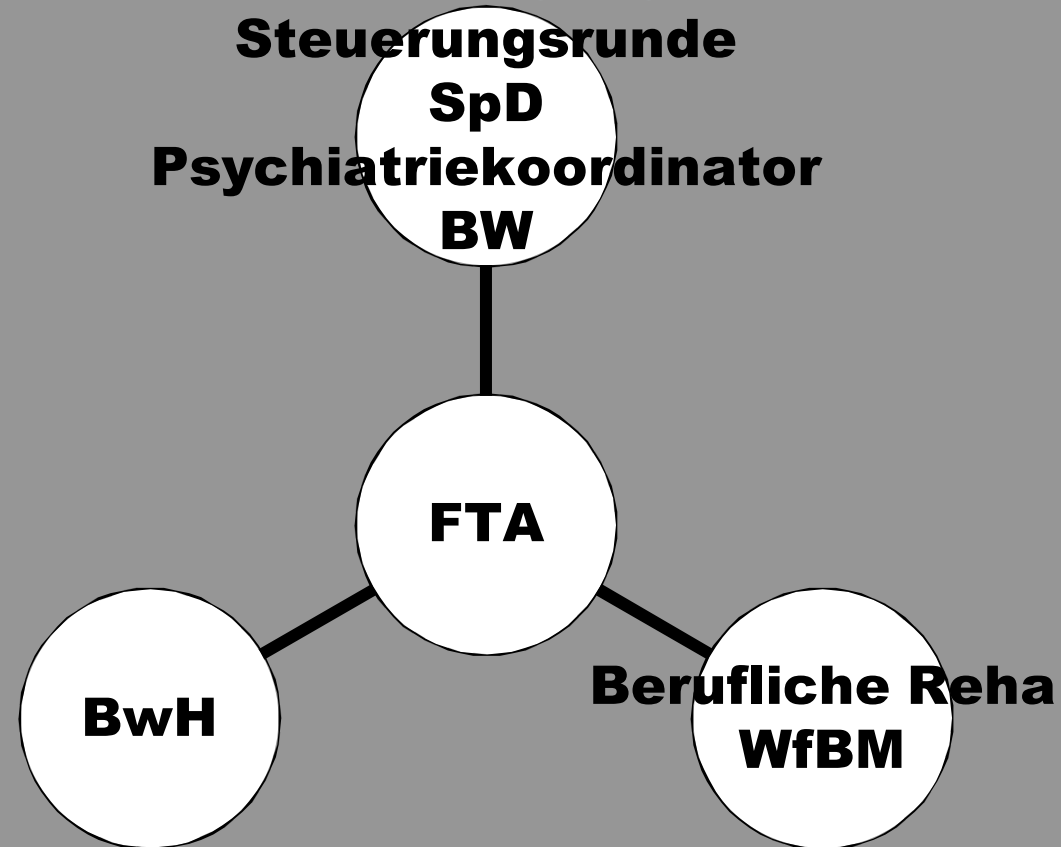 Steuerungsrunde
SpD
Psychiatriekoordinator
BW
FTA
BwH
Berufliche Reha
WfBM